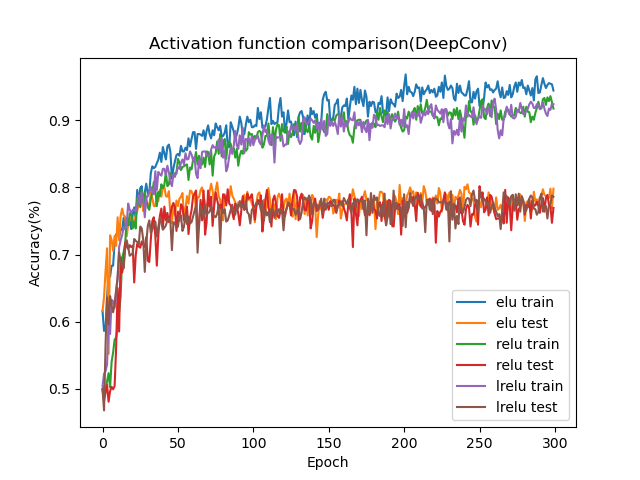 Activation function comparison(DeepConv)
Accuracy(%)
0.9
0.8
0.7
0.6
0.5
elu train
elu test
relu train
relu test
lrelu train
lrelu test
0 50 100 150 200 250 300
Epoch